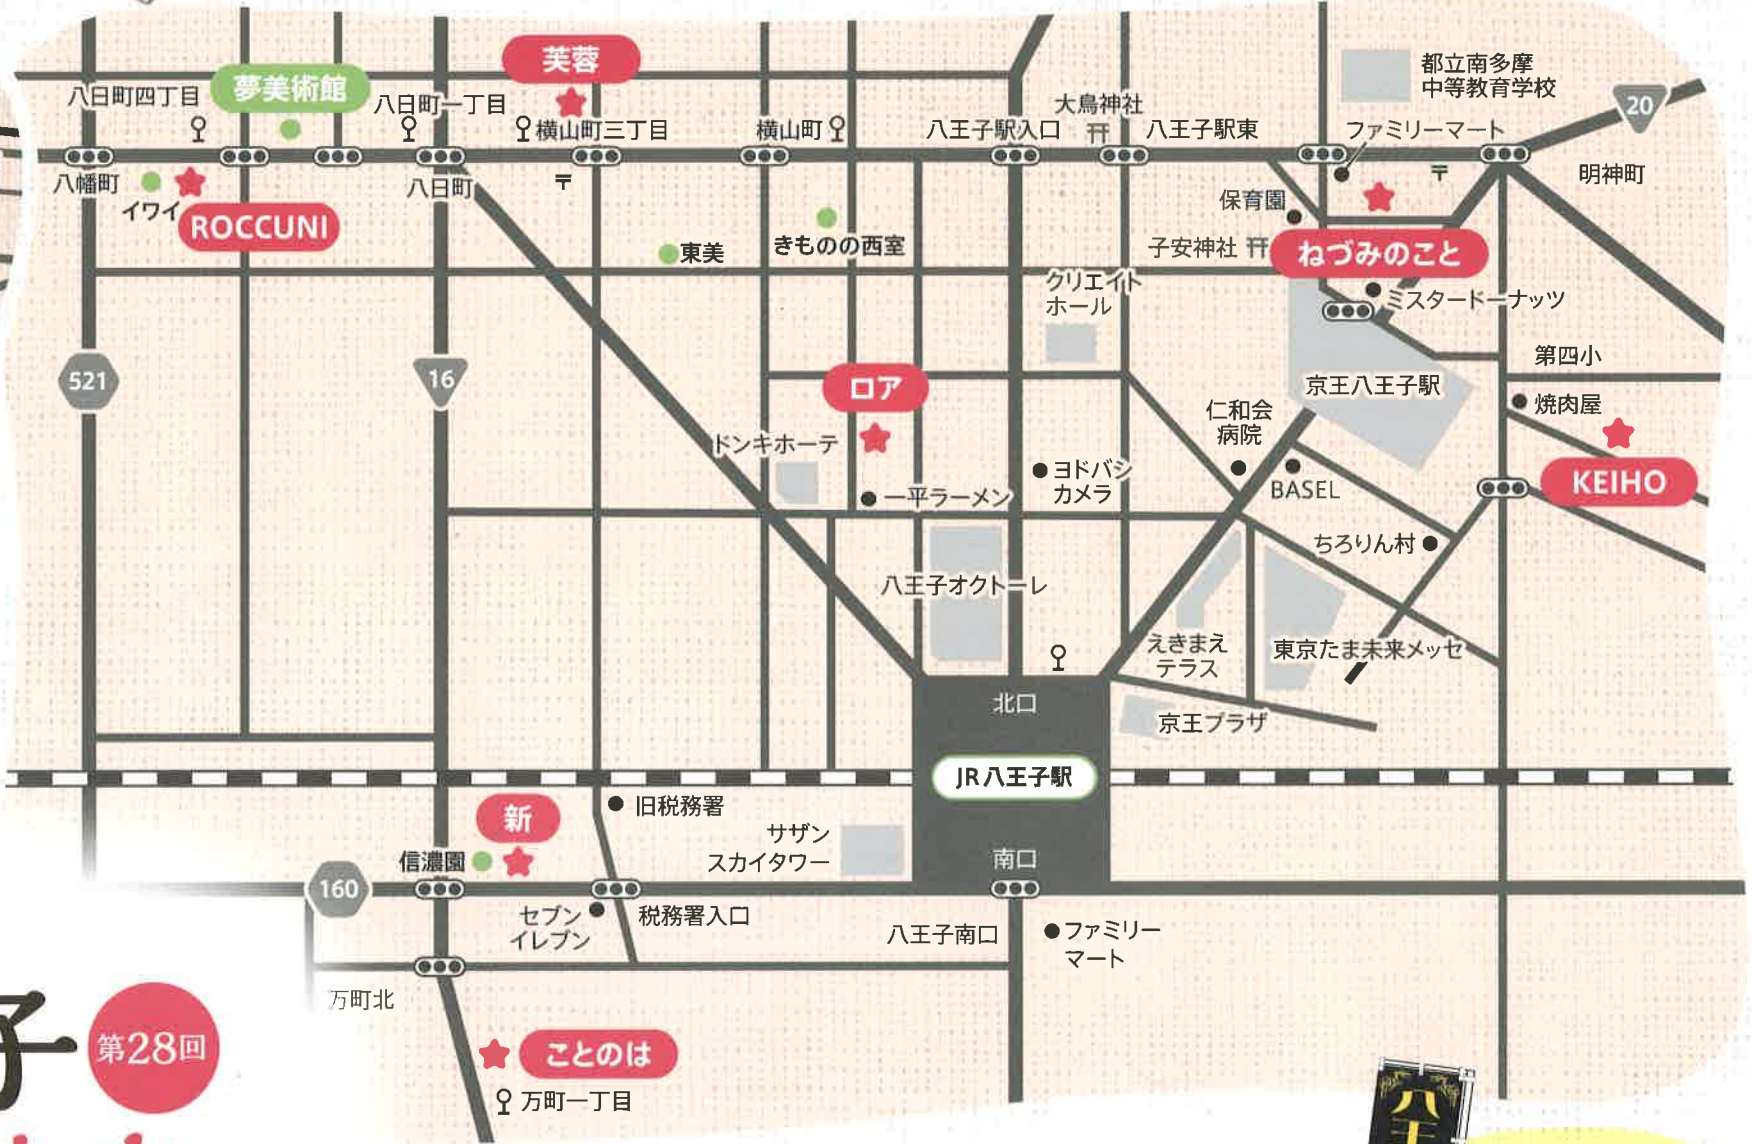 芙蓉
都立南多摩
中等教育学校
20
八日町四丁目
夢美術館
八日町一丁目
横山町三丁目
横山町
八王子駅入口
大鳥神社
八王子駅東
ファミリーマート
八幡町
イワイ
ROCCUNI
八日町
〒
東美
きものの西室
保育園
〒
明神町
子安神社
ねづみのこと
クリエイト
ホール
ミスタードーナッツ
第四小
521
16
ロア
京王八王子駅
焼肉屋
KEIHO
仁和会
病院
ドンキホーテ
一平ラーメン
ヨドバシ
カメラ
BASEL
ちろりん村
八王子オクトーレ
えきまえ
テラス
東京たま未来メッセ
北口
京王プラザ
JR八王子駅
南口
新
旧税務署
信濃園
サザン
スカイタワー
160
セブン
イレブン
税務署入口
八王子南口
ファミリー
マート
万町北
子
第28回
ことのは
万町一丁目
八王